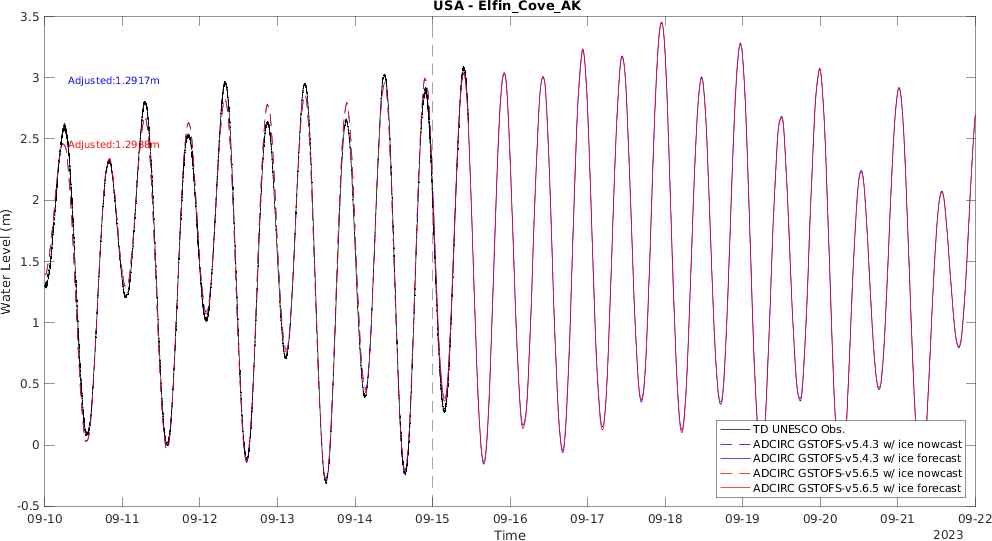 USA - Elfin_Cove_AK
3.5
3
2.5
2
1.5
1
0.5
0
-0.5
Water Level (m)
Adjusted:1.2917m
Adjusted:1.2988m
TD UNESCO Obs.
ADCIRC GSTOFS-v5.4.3 w/ ice nowcast
ADCIRC GSTOFS-v5.4.3 w/ ice forecast
ADCIRC GSTOFS-v5.6.5 w/ ice nowcast
ADCIRC GSTOFS-v5.6.5 w/ ice forecast
09-10 09-11 09-12 09-13 09-14 09-15 09-16 09-17 09-18 09-19 09-20 09-21 09-22
Time
2023